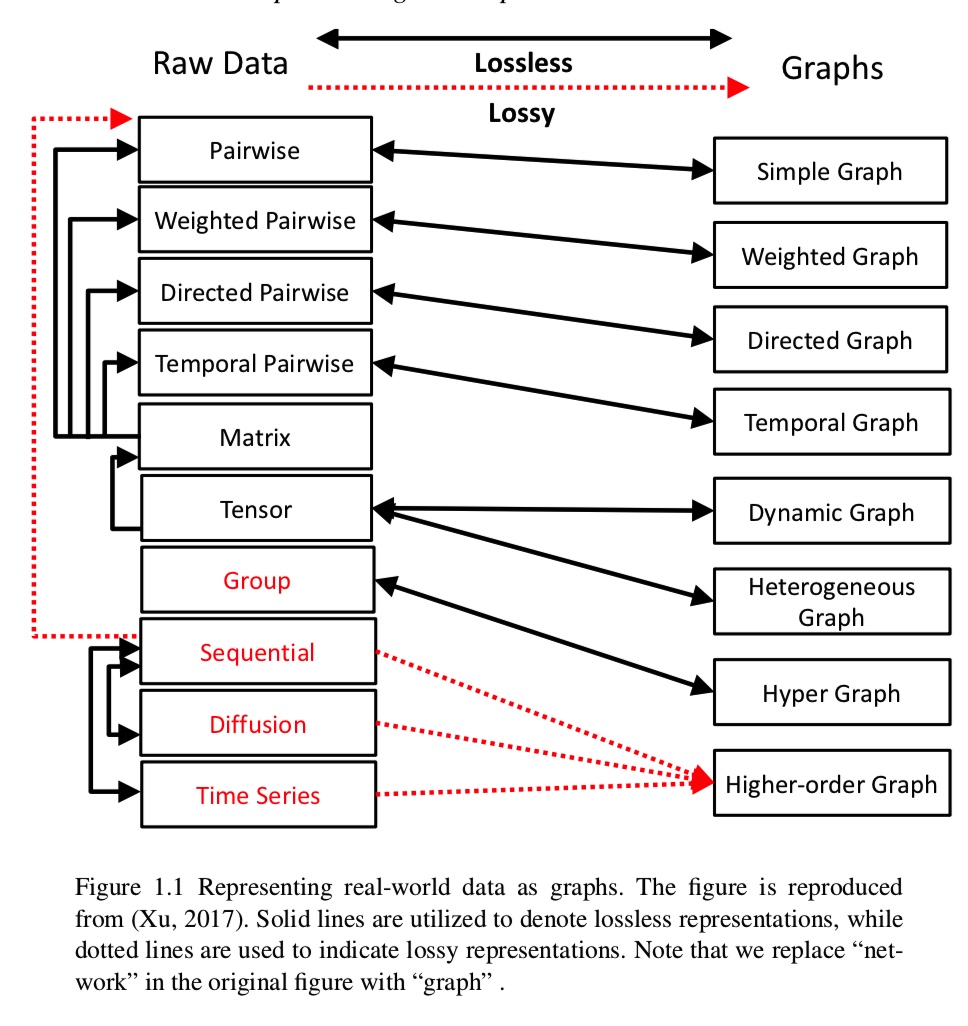 Raw Data
Lossless
Lossy
Graphs
Pairwise
Weighted Pairwise
Directed Pairwise
Temporal Pairwise
Matrix
Tensor
Group
Sequential
Diffusion
Time Series
Simple Graph
Weighted Graph
Directed Graph
Temporal Graph
Dynamic Graph
Heterogeneous
Graph
Hyper Graph
Higher-order Graph
Figure 1.1 Representing real-world data as graphs. The figure is reproduced
from (Xu, 2017). Solid lines are utilized to denote lossless representations, while
dotted lines are used to indicate lossy representations. Note that we replace “net-
work” in the original figure with “graph” .